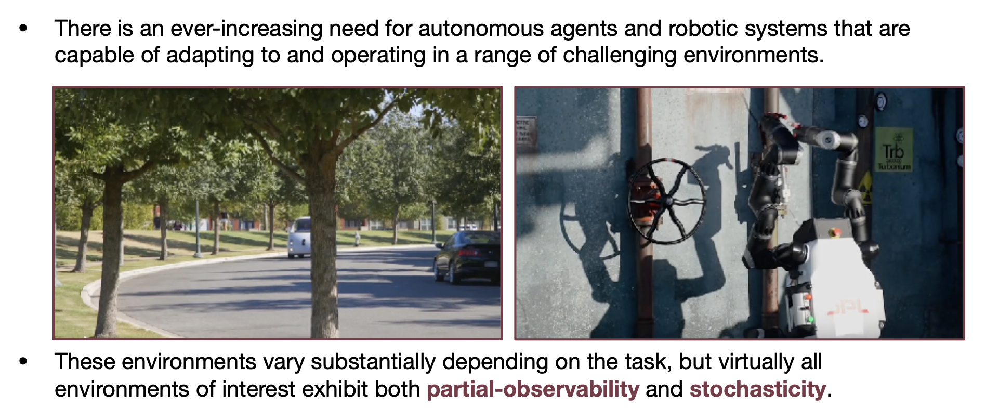 • There is an ever-increasing need for autonomous agents and robotic systems that are
capable of adapting to and operating in a range of challenging environments.
Trb
Turbonium
JPL
• These environments vary substantially depending on the task, but virtually all
environments of interest exhibit both partial-observability and stochasticity.